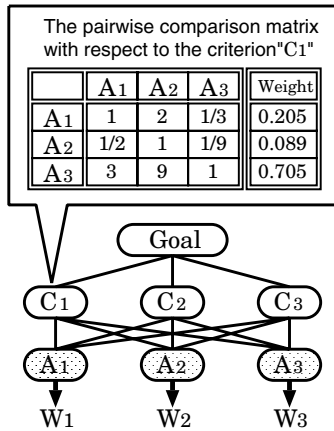 The pairwise comparison matrix
with respect to the criterion"C1"
A1 A2 A3 Weight
A1 1 2 1/3 0.205
A2 1/2 1 1/9 0.089
A3 3 9 1 0.705
Goal
C1 C2 C3
A1 A2 A3
W1 W2 W3